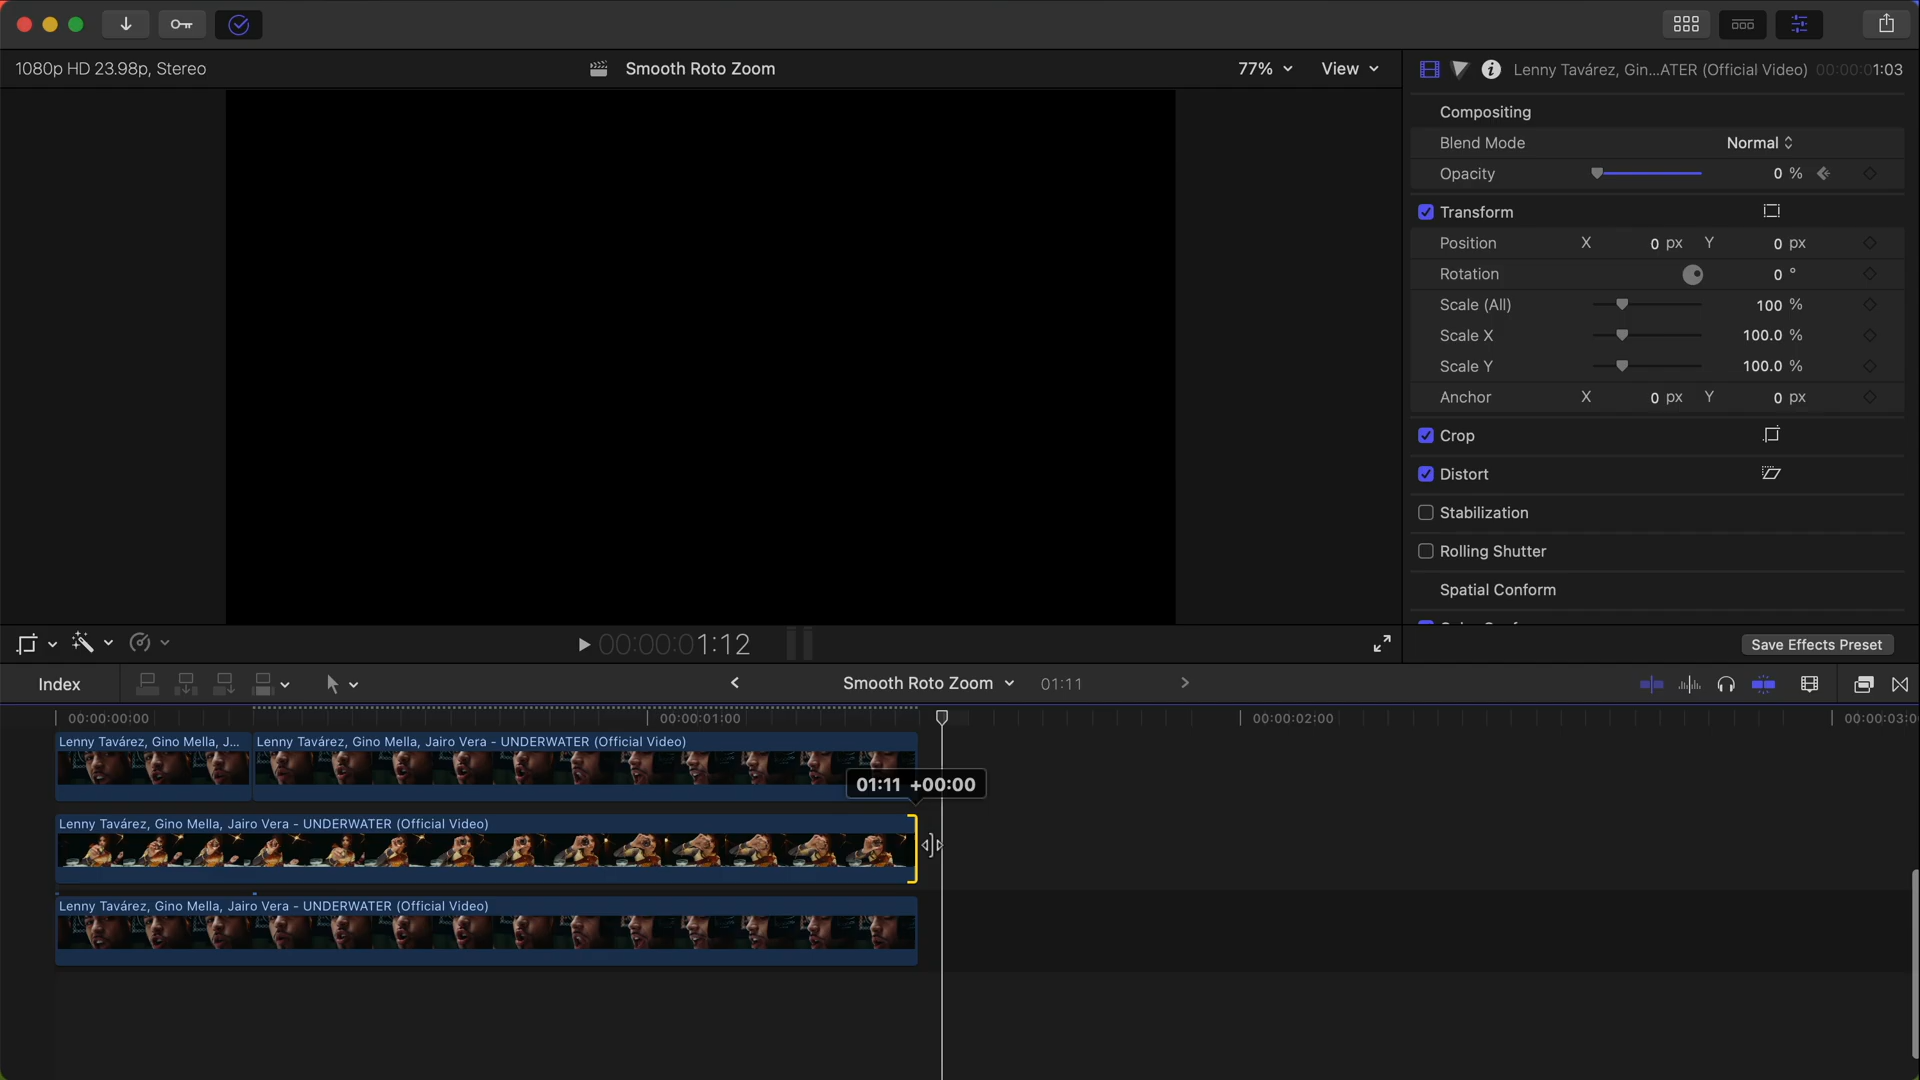 1080p HD 23.98p, Stereo
Smooth Roto Zoom
77%
View
Lenny Tavárez, Gin...ATER (Official Video)
00:00:01:03
Compositing
Blend Mode
Normal
Opacity
0 %
Transform
Position
X
0 px
Y
0 px
Rotation
0 °
Scale (All)
100 %
Scale X
100.0 %
Scale Y
100.0 %
Anchor
X
0 px
Y
0 px
Crop
Distort
Stabilization
Rolling Shutter
Spatial Conform
00:00:01:12
Save Effects Preset
Index
Smooth Roto Zoom
01:11
00:00:00:00
00:00:01:00
00:00:02:00
00:00:03:0
Lenny Tavárez, Gino Mella, J...
Lenny Tavárez, Gino Mella, Jairo Vera - UNDERWATER (Official Video)
01:11 +00:00
Lenny Tavárez, Gino Mella, Jairo Vera - UNDERWATER (Official Video)
Lenny Tavárez, Gino Mella, Jairo Vera - UNDERWATER (Official Video)